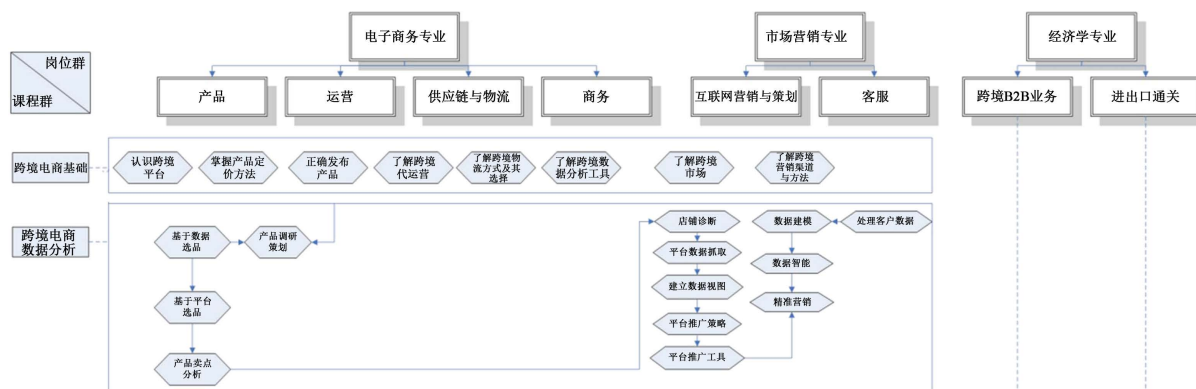 电子商务专业
市场营销专业
经济学专业
岗位群
课程群
产品
运营
供应链与物流
商务
互联网营销与策划
客服
跨境B2B业务
进出口通关
跨境电商基础
认识跨境
平台
掌握产品定
价方法
正确发布
产品
了解跨境
代运营
了解跨境物
流方式及其
选择
了解跨境数
据分析工具
了解跨境
市场
了解跨境
营销渠道
与方法
跨境电商
数据分析
基于数据
选品
产品调研
策划
店铺诊断
数据建模
处理客户数据
平台数据抓取
数据智能
建立数据视图
基于平台
选品
精准营销
平台推广策略
产品卖点
分析
平台推广工具